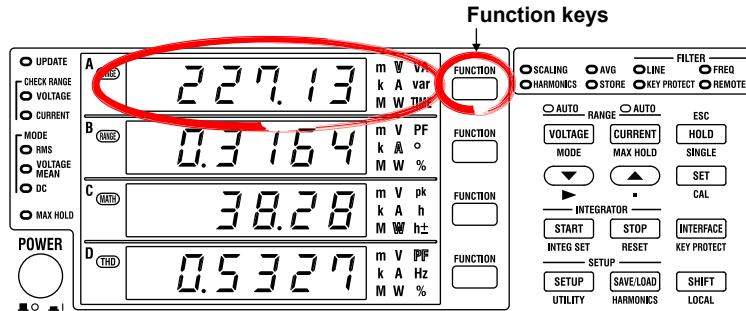 Function keys
UPDATE
CHECK RANGE
VOLTAGE
CURRENT
MODE
RMS
VOLTAGE MEAN
DC
MAX HOLD
POWER
A RANGE 227.13 m V VA
k A var
M W TIME
FUNCTION
B RANGE 0.3164 m V PF
k A °
M W %
FUNCTION
C MATH 38.28 m V pk
k A h
M W h±
FUNCTION
D THD 0.5327 m V PF
k A Hz
M W %
FUNCTION
FILTER
SCALING AVG LINE FREQ
HARMONICS STORE KEY PROTECT REMOTE
AUTO RANGE AUTO ESC
VOLTAGE CURRENT HOLD
MODE MAX HOLD SINGLE
SET
CAL
INTEGRATOR
START STOP INTERFACE
INTEG SET RESET KEY PROTECT
SETUP
SETUP SAVE/LOAD SHIFT
UTILITY HARMONICS LOCAL